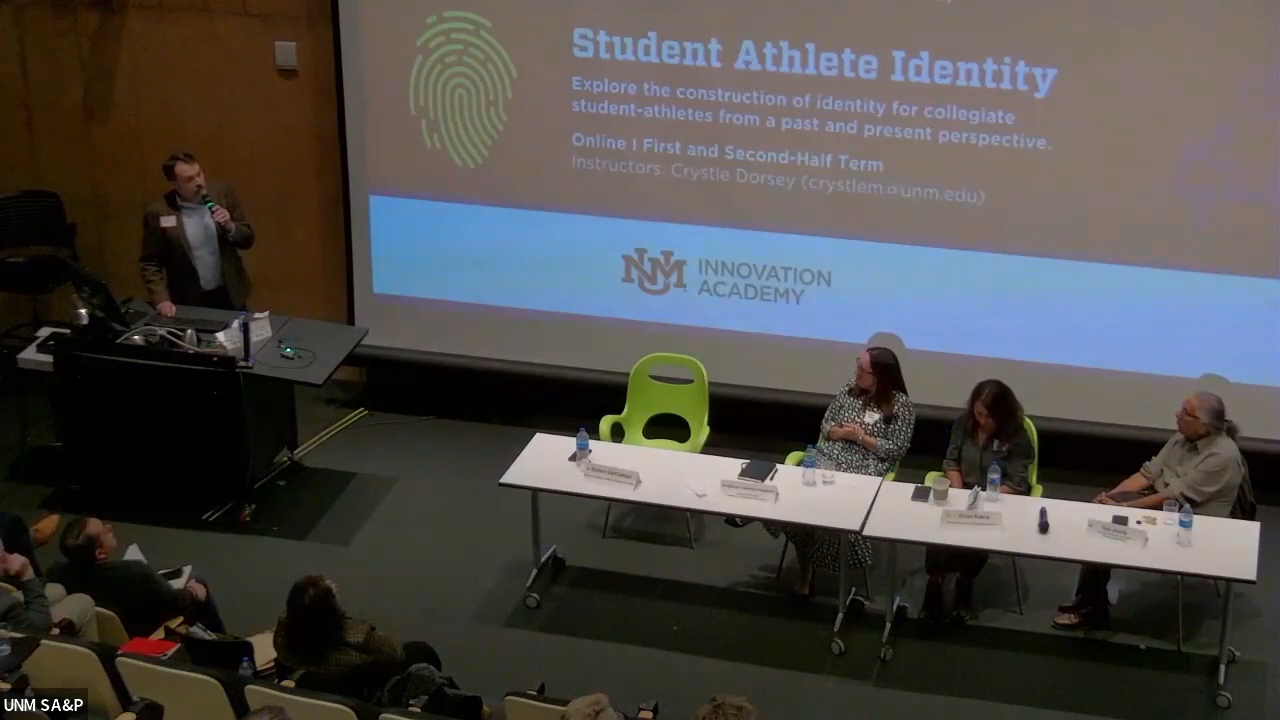 Student Athlete Identity
Explore the construction of identity for collegiate
student-athletes from a past and present perspective.
Online | First and Second-Half Term
Instructors: Crystle Dorsey (crystlem@unm.edu)
UNM
INNOVATION
ACADEMY
UNM SA&P